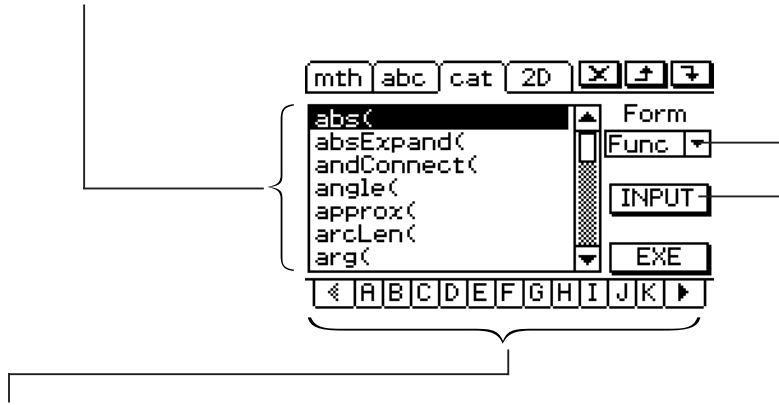 mth abc cat 2D
abs( Form
absExpand( Func
andConnect(
angle( INPUT
approx(
arcLen(
arg( EXE
A B C D E F G H I J K